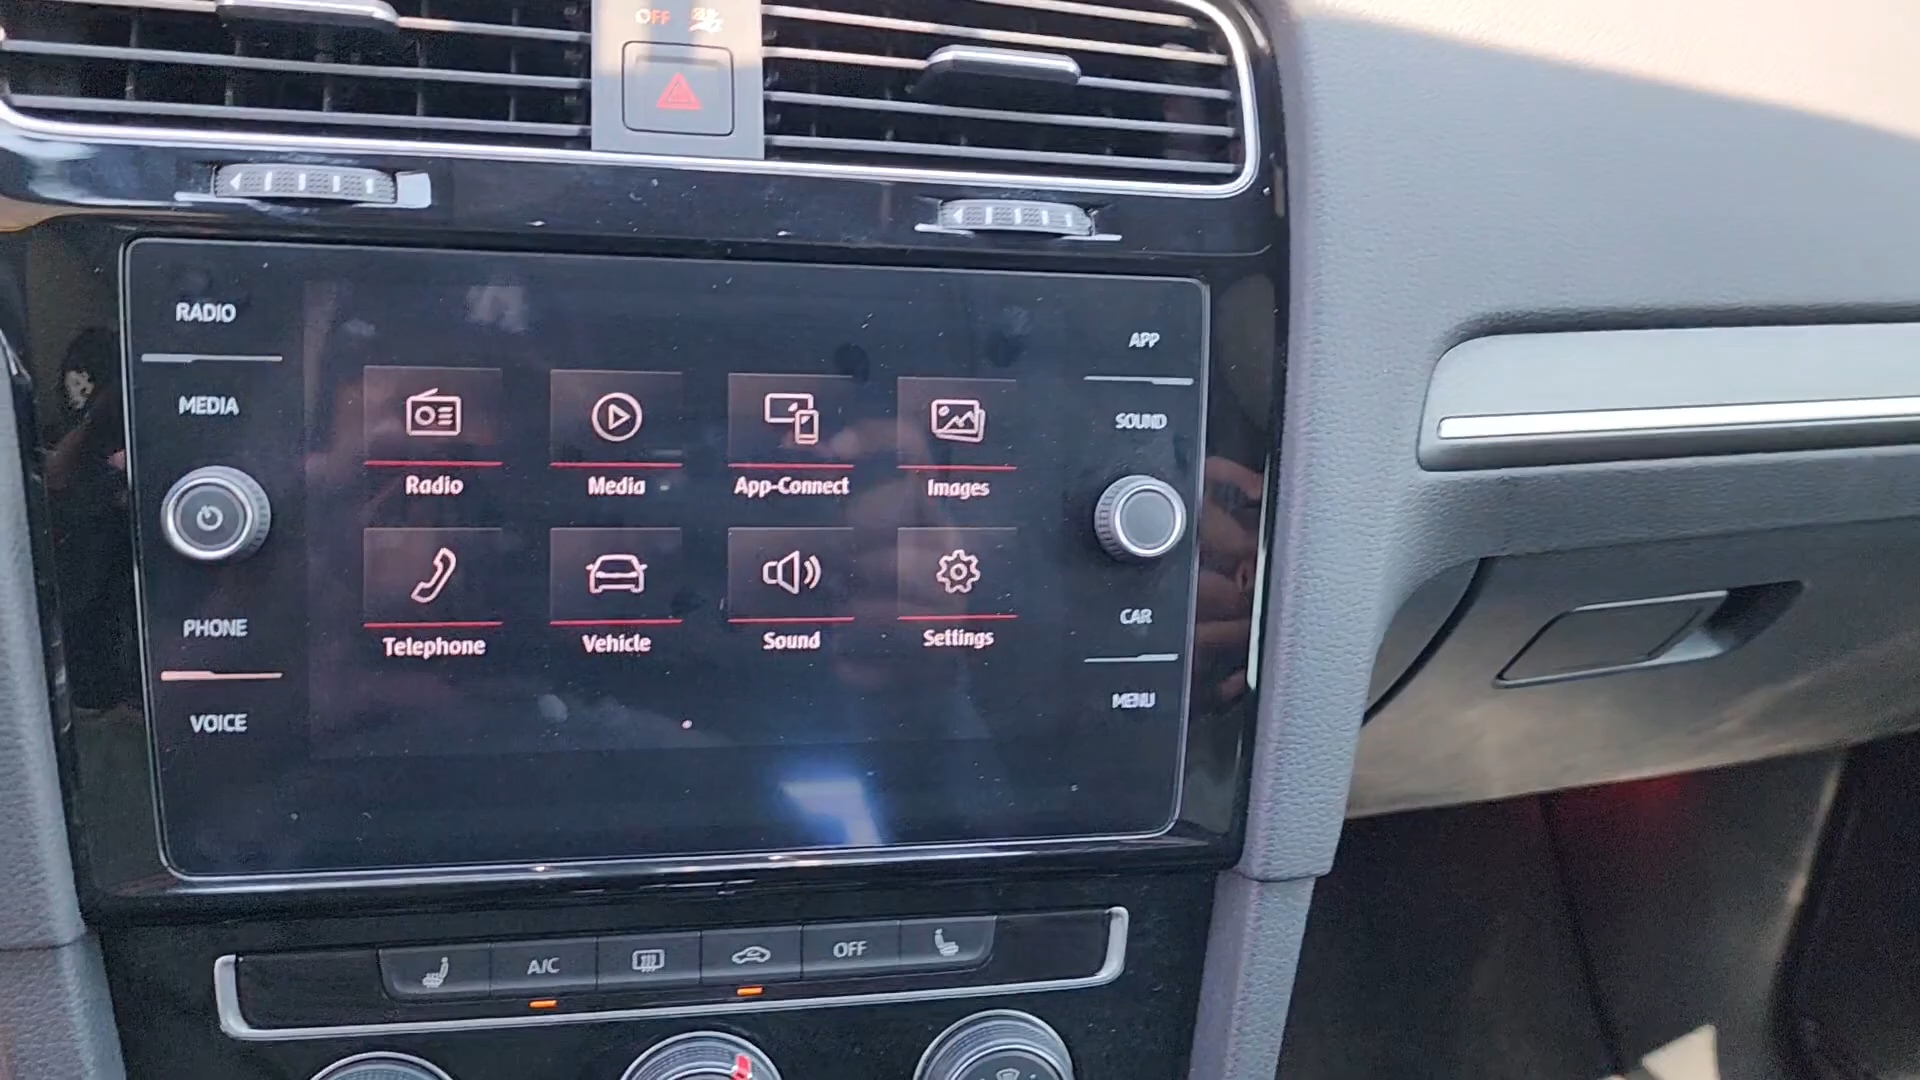 OFF
RADIO
MEDIA
PHONE
VOICE
Radio
Media
App-Connect
Images
Telephone
Vehicle
Sound
Settings
APP
SOUND
CAR
MENU
A/C
OFF